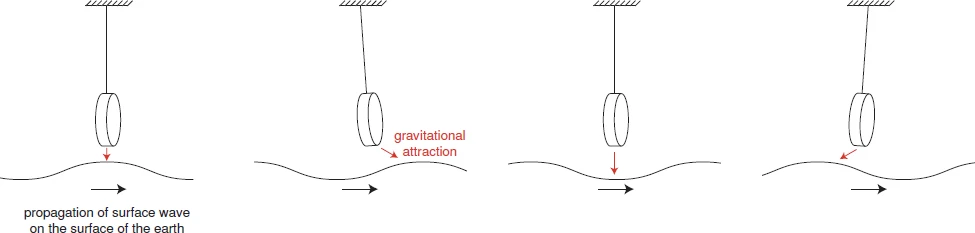 gravitational
attraction
propagation of surface wave
on the surface of the earth